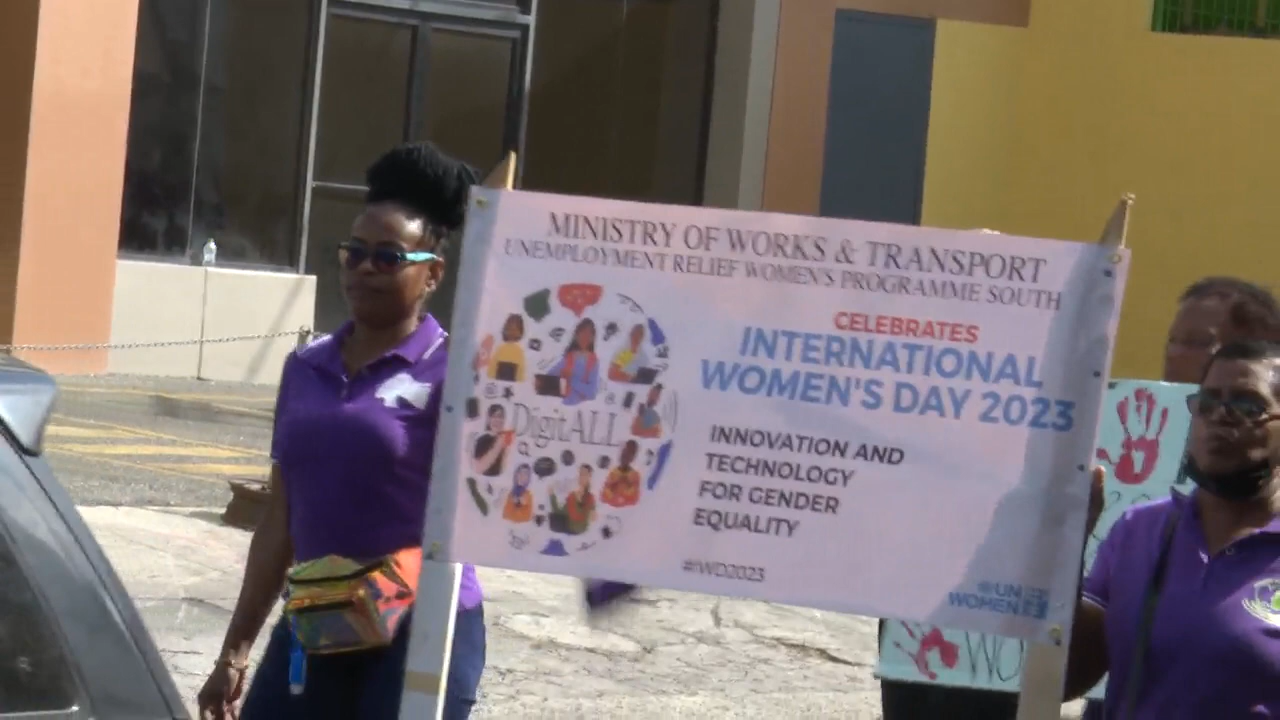 MINISTRY OF WORKS & TRANSPORT
UNEMPLOYMENT RELIEF WOMEN'S PROGRAMME SOUTH
CELEBRATES
INTERNATIONAL
WOMEN'S DAY 2023
DigitALL
INNOVATION AND
TECHNOLOGY
FOR GENDER
EQUALITY
#IWD2023
UN
WOMEN
WO